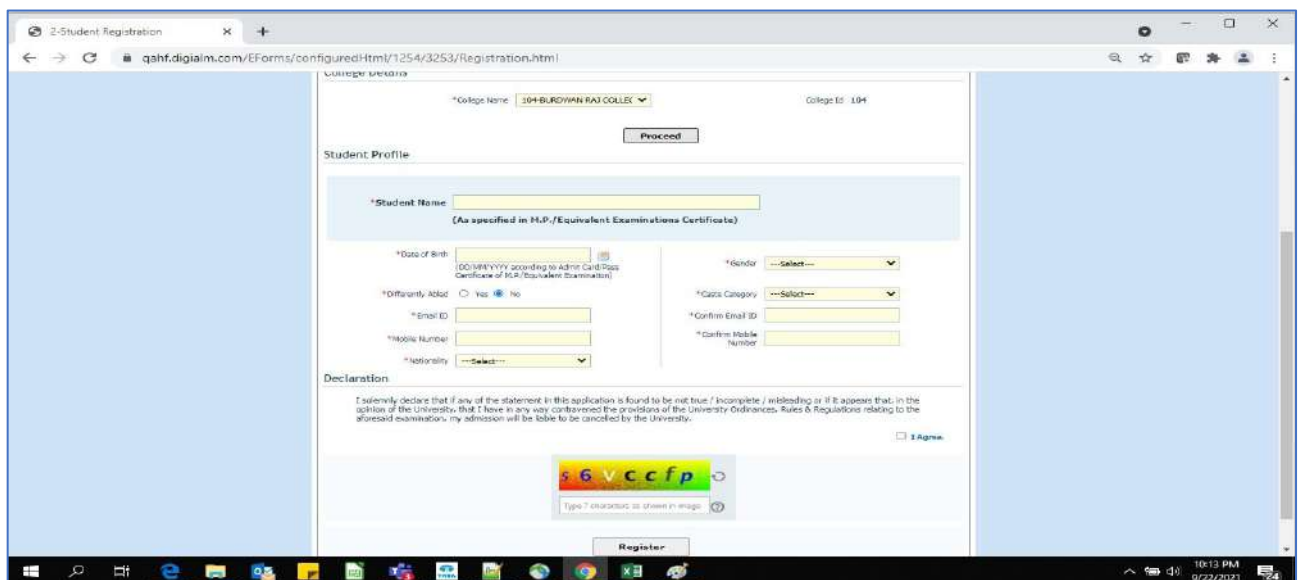 2-Student Registration
qahf.digialm.com/EForms/configuredHtml/1254/3253/Registration.html
College Details
*College Name 104-BURDWAN RAJ COLLEC College Id 104
Proceed
Student Profile
*Student Name
(As specified in M.P./Equivalent Examinations Certificate)
*Date of Birth *Gender ---Select---
(DD/MM/YYYY according to Admit Card/Pass
Certificate of M.P./Equivalent Examination)
*Differently Abled Yes No *Caste Category ---Select---
*Email ID *Confirm Email ID
*Mobile Number *Confirm Mobile
Number
*Nationality ---Select---
Declaration
I solemnly declare that if any of the statement in this application is found to be not true / incomplete / misleading or if it appears that, in the
opinion of the University, that I have in any way contravened the provisions of the University Ordinances, Rules & Regulations relating to the
aforesaid examination, my admission will be liable to be cancelled by the University.
I Agree.
s6vccfp
Type 7 characters as shown in image
Register
10:13 PM
9/22/2021